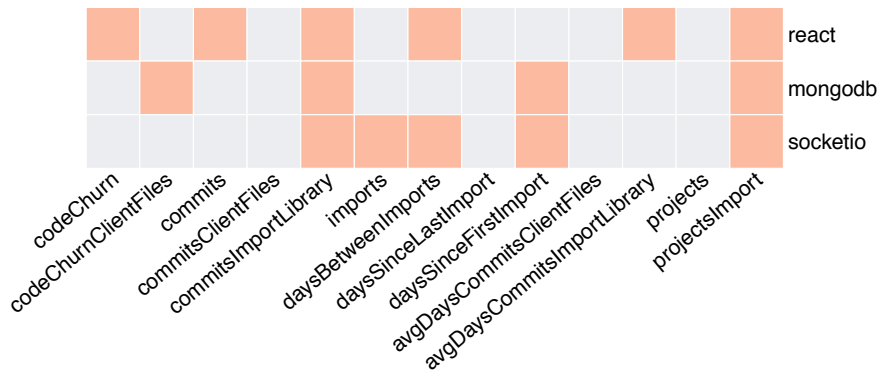 react
mongodb
socketio
codeChurn
codeChurnClientFiles
commits
commitsClientFiles
commitsImportLibrary
imports
daysBetweenImports
daysSinceLastImport
daysSinceFirstImport
avgDaysCommitsClientFiles
avgDaysCommitsImportLibrary
projects
projectsImport